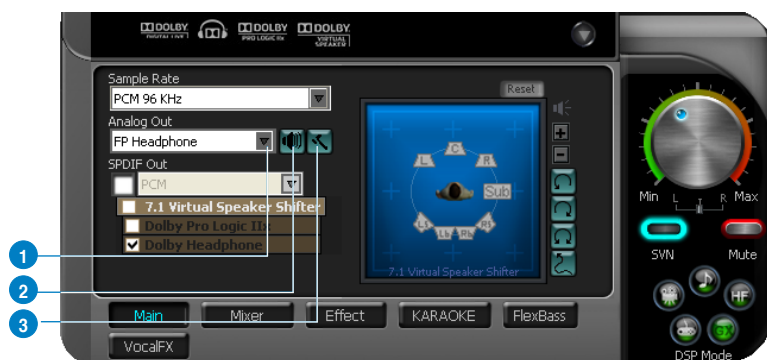 DOLBY DIGITAL LIVE
DOLBY PRO LOGIC IIx
DOLBY VIRTUAL SPEAKER
Sample Rate
PCM 96 KHz
Analog Out
FP Headphone
SPDIF Out
PCM
7.1 Virtual Speaker Shifter
Dolby Pro Logic IIx
Dolby Headphone
Reset
L
C
R
Sub
Ls
Lb
Rb
Rs
7.1 Virtual Speaker Shifter
Min
L
R
Max
SVN
Mute
HF
GX
DSP Mode
1
2
3
Main
Mixer
Effect
KARAOKE
FlexBass
VocalFX